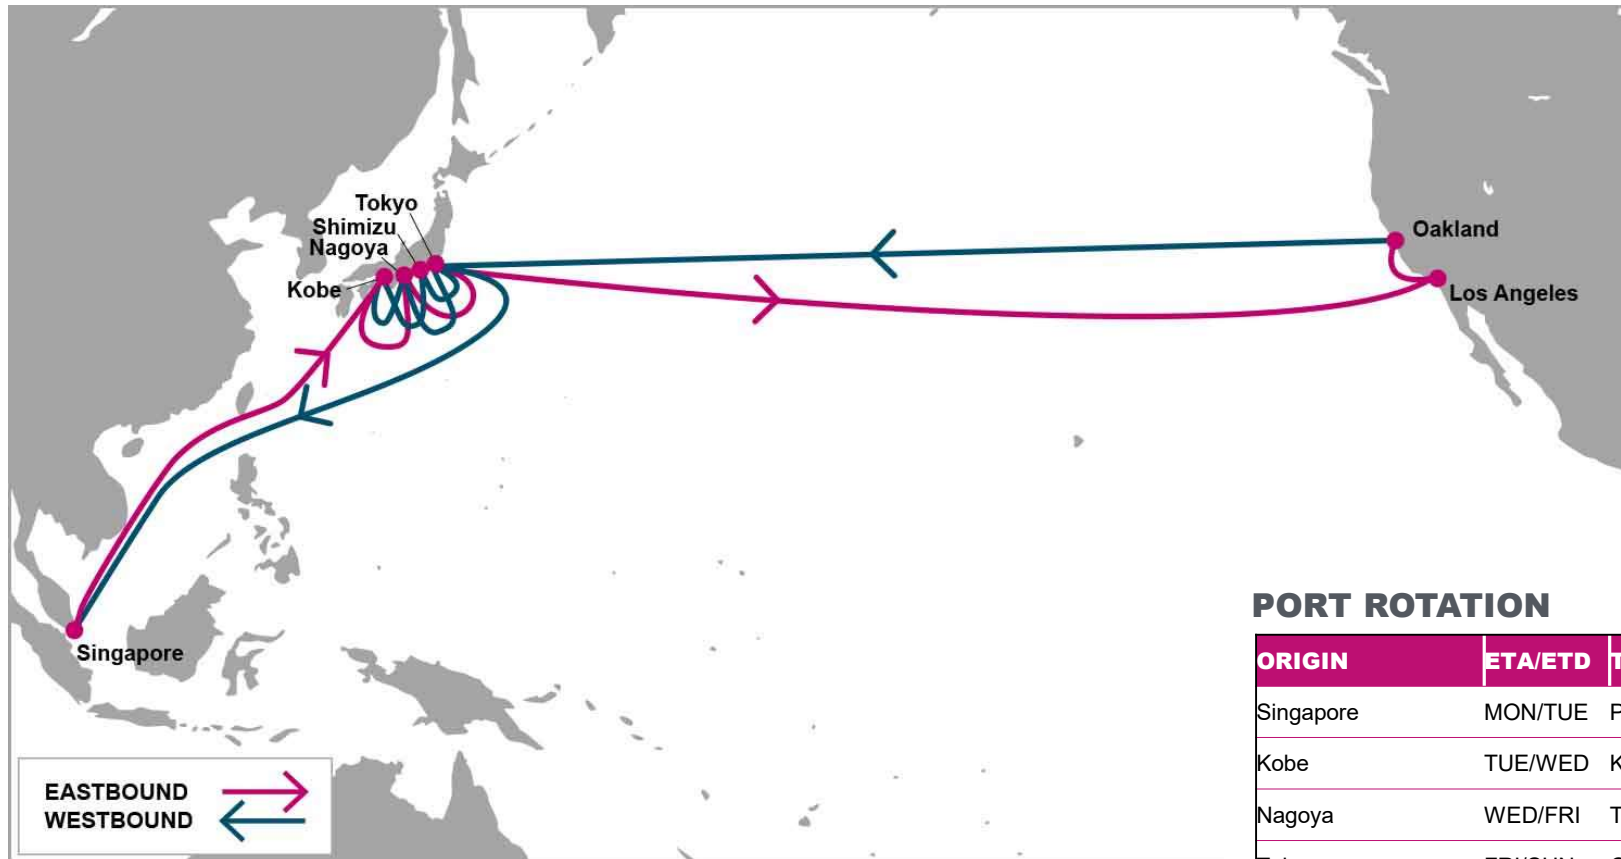 Tokyo
Shimizu
Nagoya
Kobe
Oakland
Los Angeles
Singapore
EASTBOUND
WESTBOUND
PORT ROTATION
ORIGIN ETA/ETD
Singapore MON/TUE
Kobe TUE/WED
Nagoya WED/FRI